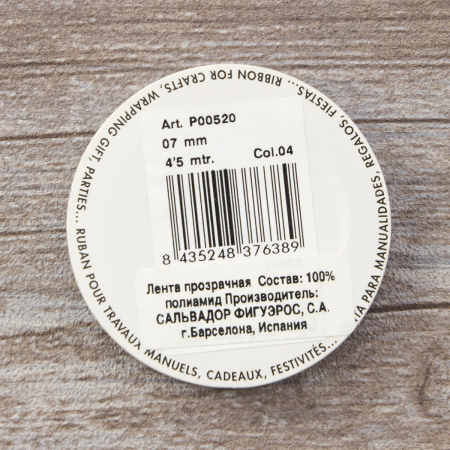 RIBBON FOR CRAFTS, WRAPPING GIFT, PARTIES...
RUBAN POUR TRAVAUX MANUELS, CADEAUX, FESTIVITÉS...
PARA MANUALIDADES, REGALOS, FIESTAS...
Art. P00520
07 mm
4'5 mtr. Col.04
8 435248 376389
Лента прозрачная Состав: 100%
полиамид Производитель:
САЛЬВАДОР ФИГУЭРОС, С.А.
г.Барселона, Испания